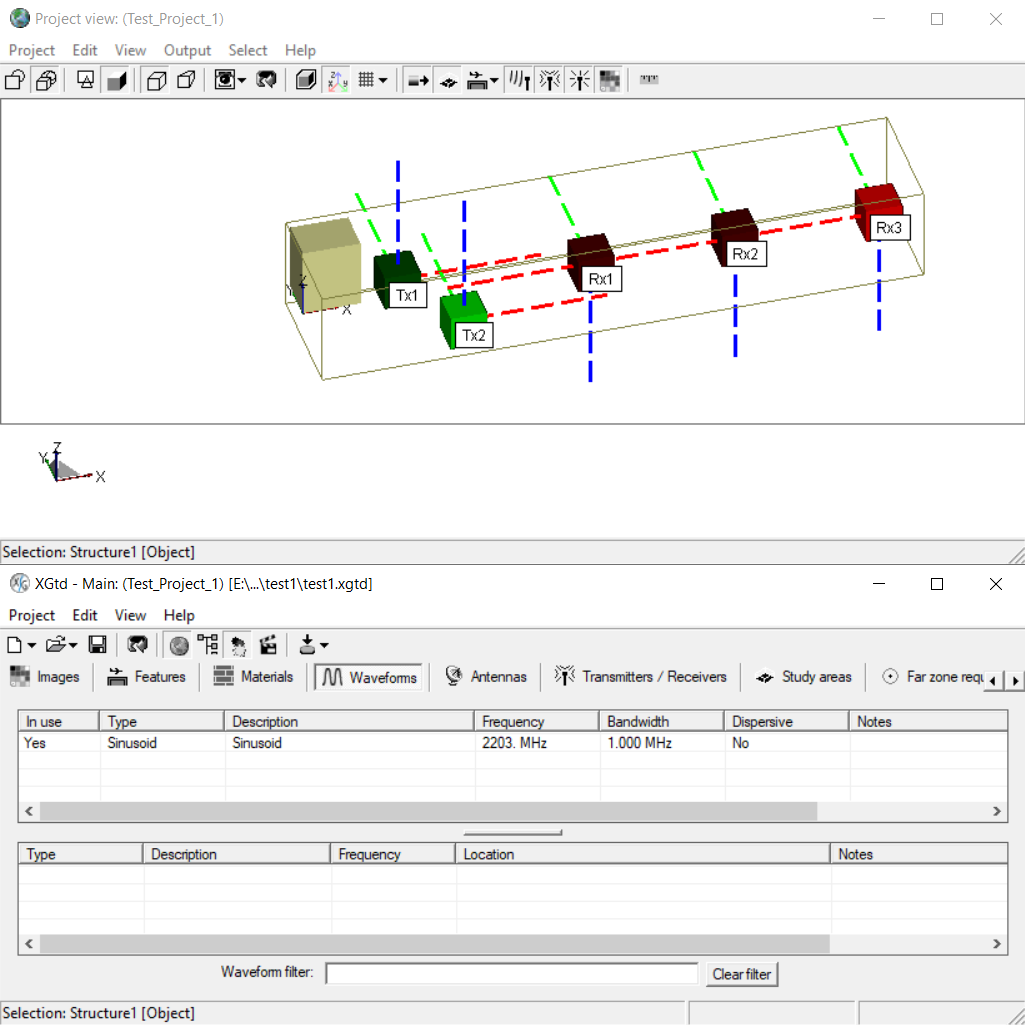 Project view: (Test_Project_1)
Project Edit View Output Select Help
Tx1
Tx2
Rx1
Rx2
Rx3
Z
Y
X
Z
Y
X
Selection: Structure1 [Object]
XGtd - Main: (Test_Project_1) [E:\...\test1\test1.xgtd]
Project Edit View Help
Images Features Materials Waveforms Antennas Transmitters / Receivers Study areas Far zone requ
In use Type Description Frequency Bandwidth Dispersive Notes
Yes Sinusoid Sinusoid 2203. MHz 1.000 MHz No
Type Description Frequency Location Notes
Waveform filter: Clear filter
Selection: Structure1 [Object]